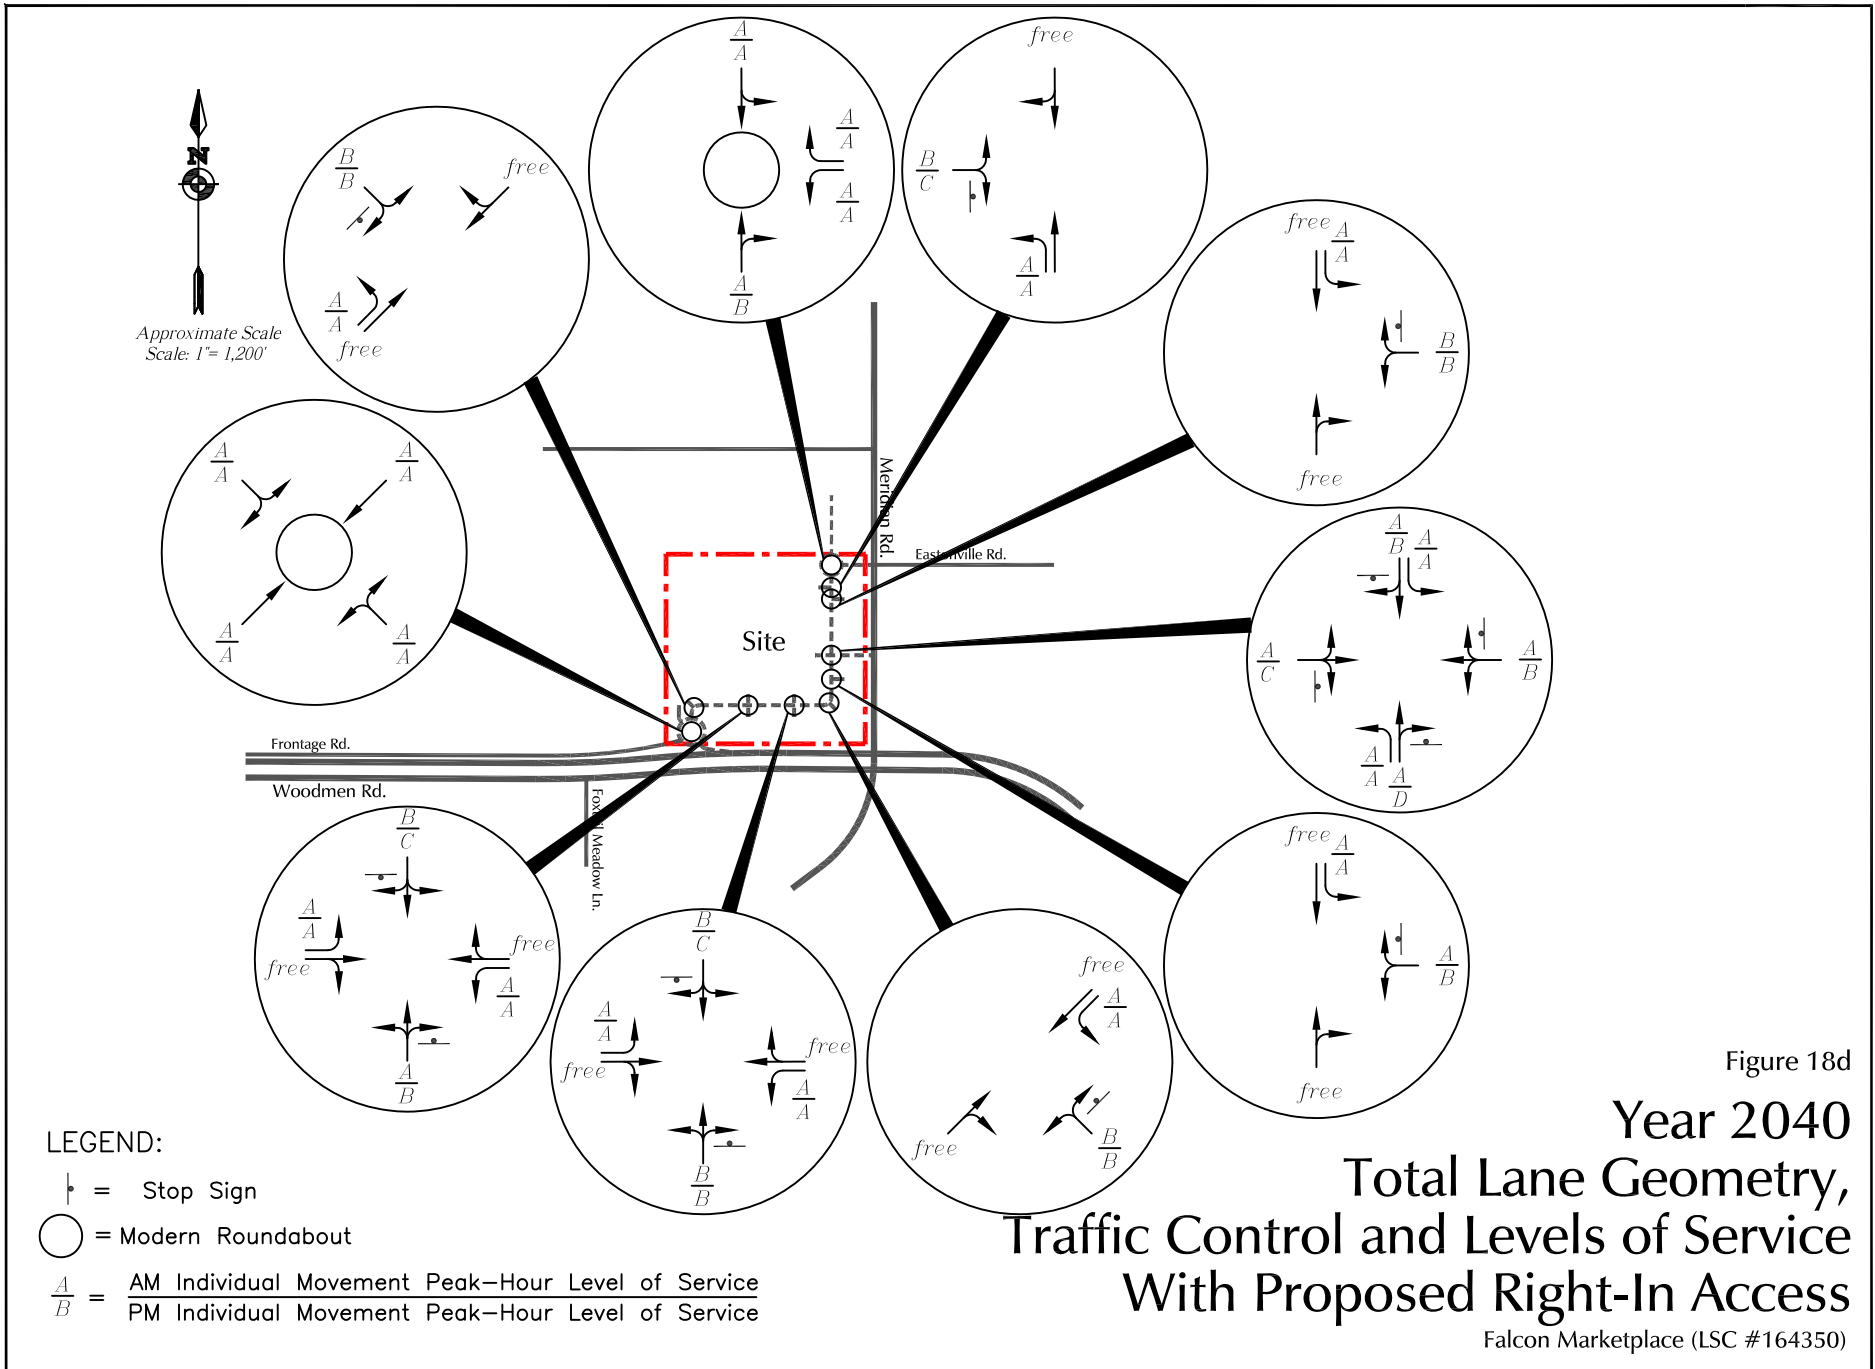 N
Approximate Scale
Scale: 1"= 1,200'
B
B
free
A
A
free
A
A
A
A
A
A
A
B
free
B
C
A
A
free
A
A
B
B
free
A
A
A
A
A
A
A
A
A
B
A
A
A
C
A
B
A
A
A
D
Meridian Rd.
Eastonville Rd.
Site
Frontage Rd.
Woodmen Rd.
Foxtail Meadow Ln.
B
C
A
A
free
free
A
A
A
B
B
C
A
A
free
free
A
A
B
B
free
A
A
free
B
B
free
A
A
A
B
free
LEGEND:
= Stop Sign
= Modern Roundabout
A
B
= AM Individual Movement Peak-Hour Level of Service
PM Individual Movement Peak-Hour Level of Service
Figure 18d
Year 2040
Total Lane Geometry,
Traffic Control and Levels of Service
With Proposed Right-In Access
Falcon Marketplace (LSC #164350)